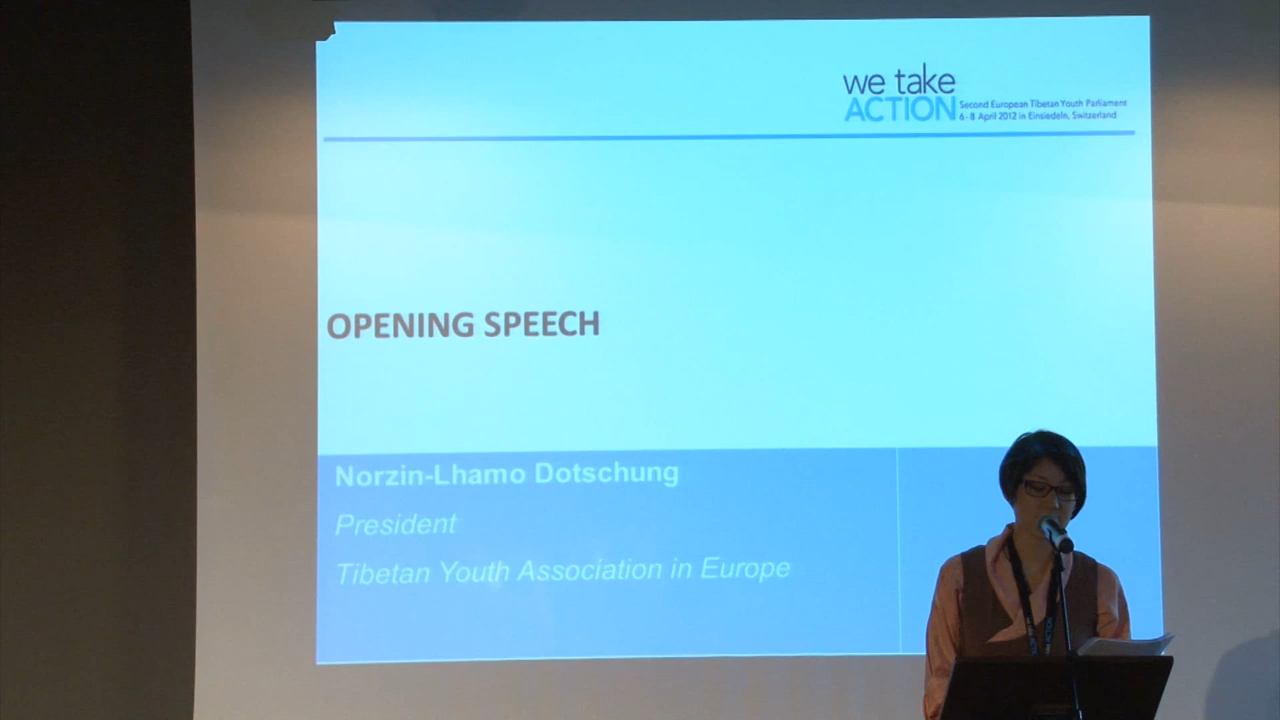 we take
ACTION
Second European Tibetan Youth Parliament
6 - 8 April 2012 in Einsiedeln, Switzerland
OPENING SPEECH
Norzin-Lhamo Dotschung
President
Tibetan Youth Association in Europe
ACTION